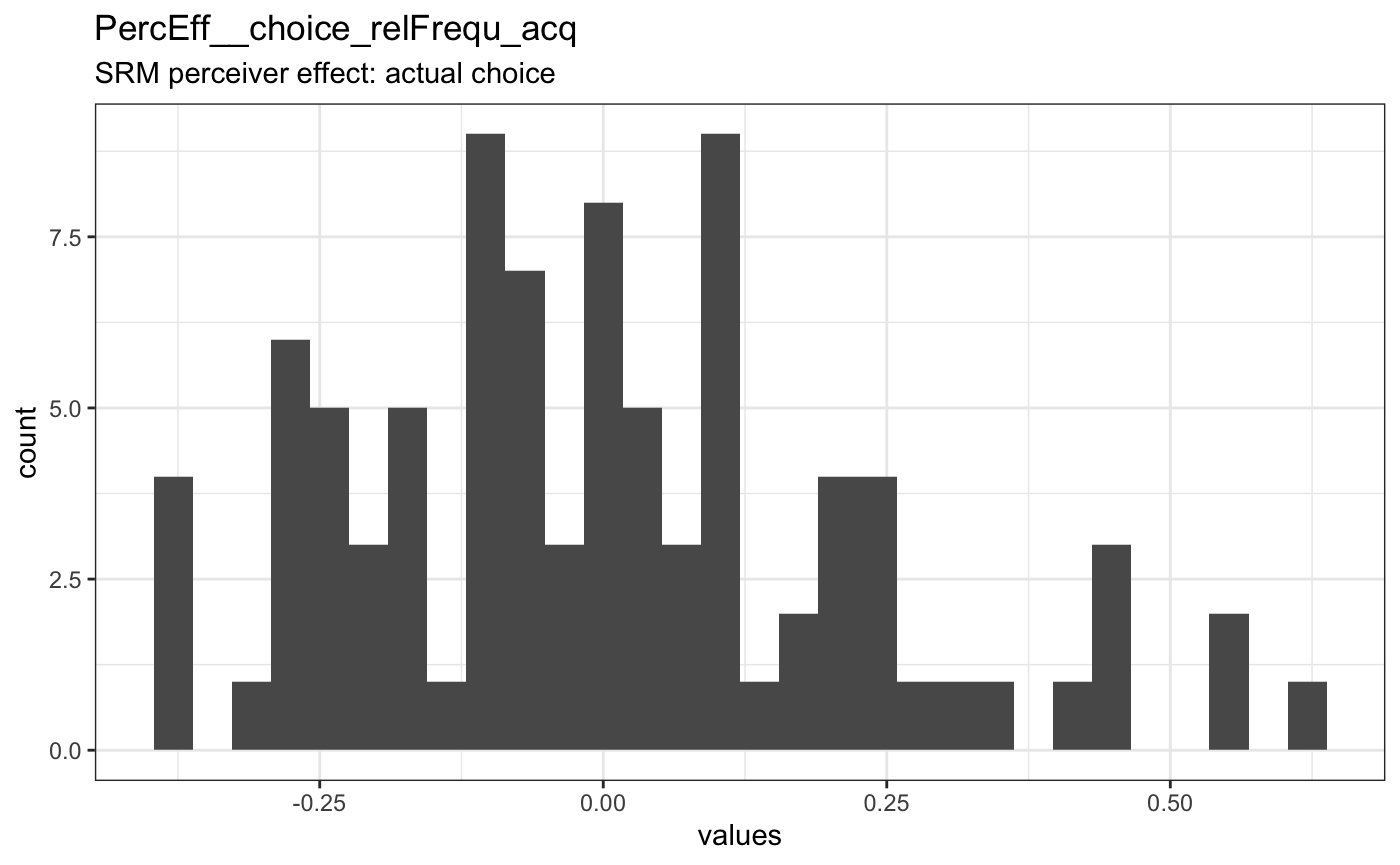 PercEff__choice_relFrequ_acq
SRM perceiver effect: actual choice
7.5
5.0
2.5
0.0
count
-0.25
0.00
0.25
0.50
values